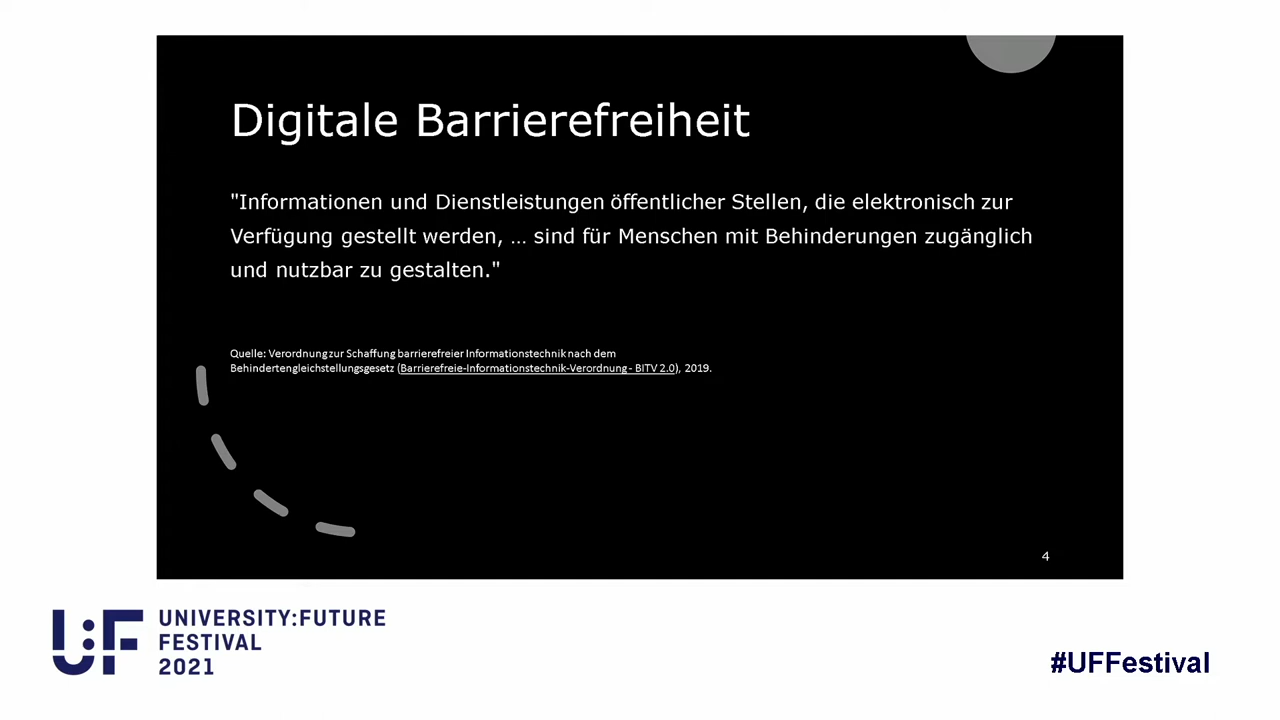 Digitale Barrierefreiheit
"Informationen und Dienstleistungen öffentlicher Stellen, die elektronisch zur
Verfügung gestellt werden, … sind für Menschen mit Behinderungen zugänglich
und nutzbar zu gestalten."
Quelle: Verordnung zur Schaffung barrierefreier Informationstechnik nach dem
Behindertengleichstellungsgesetz (Barrierefreie-Informationstechnik-Verordnung - BITV 2.0), 2019.
4
U:F
UNIVERSITY:FUTURE
FESTIVAL
2021
#UFFestival